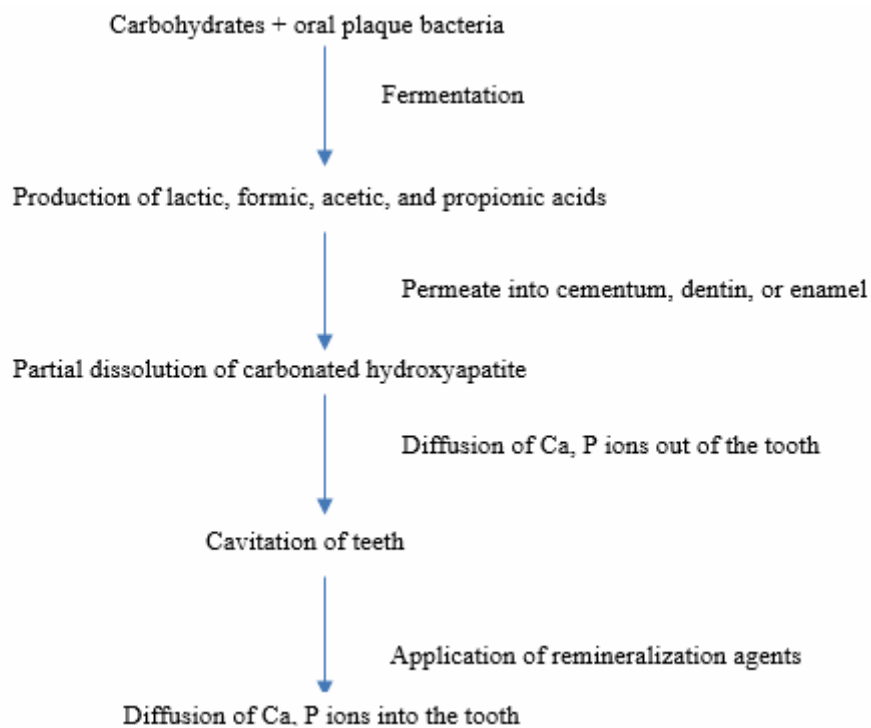 Carbohydrates + oral plaque bacteria
Fermentation
Production of lactic, formic, acetic, and propionic acids
Permeate into cementum, dentin, or enamel
Partial dissolution of carbonated hydroxyapatite
Diffusion of Ca, P ions out of the tooth
Cavitation of teeth
Application of remineralization agents
Diffusion of Ca, P ions into the tooth